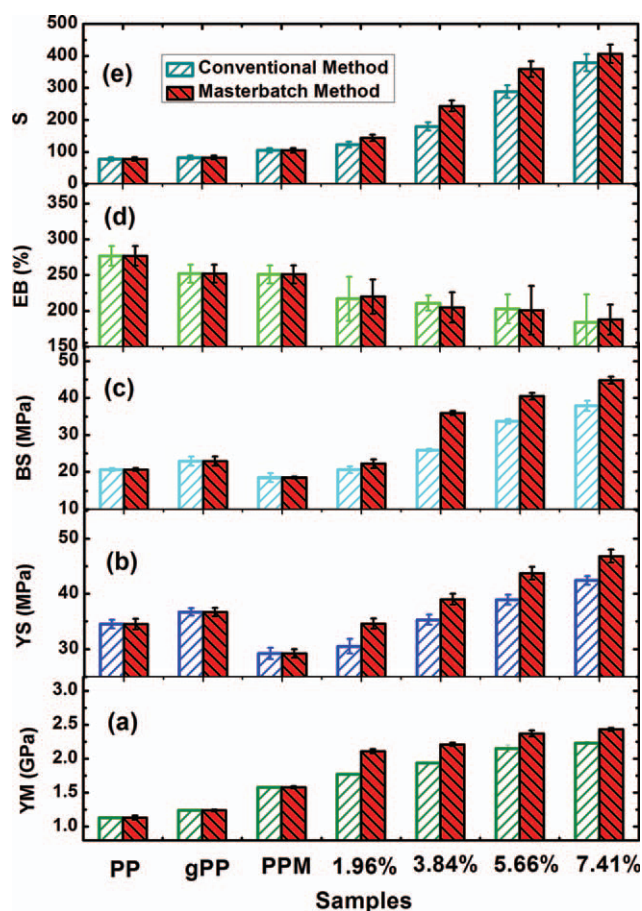 500
400
300
200
100
0
S
(e)
Conventional Method
Masterbatch Method
300
250
200
150
EB (%)
(d)
50
40
30
20
10
BS (MPa)
(c)
50
40
30
YS (MPa)
(b)
3.0
2.5
2.0
1.5
1.0
YM (GPa)
(a)
PP gPP PPM 1.96% 3.84% 5.66% 7.41%
Samples